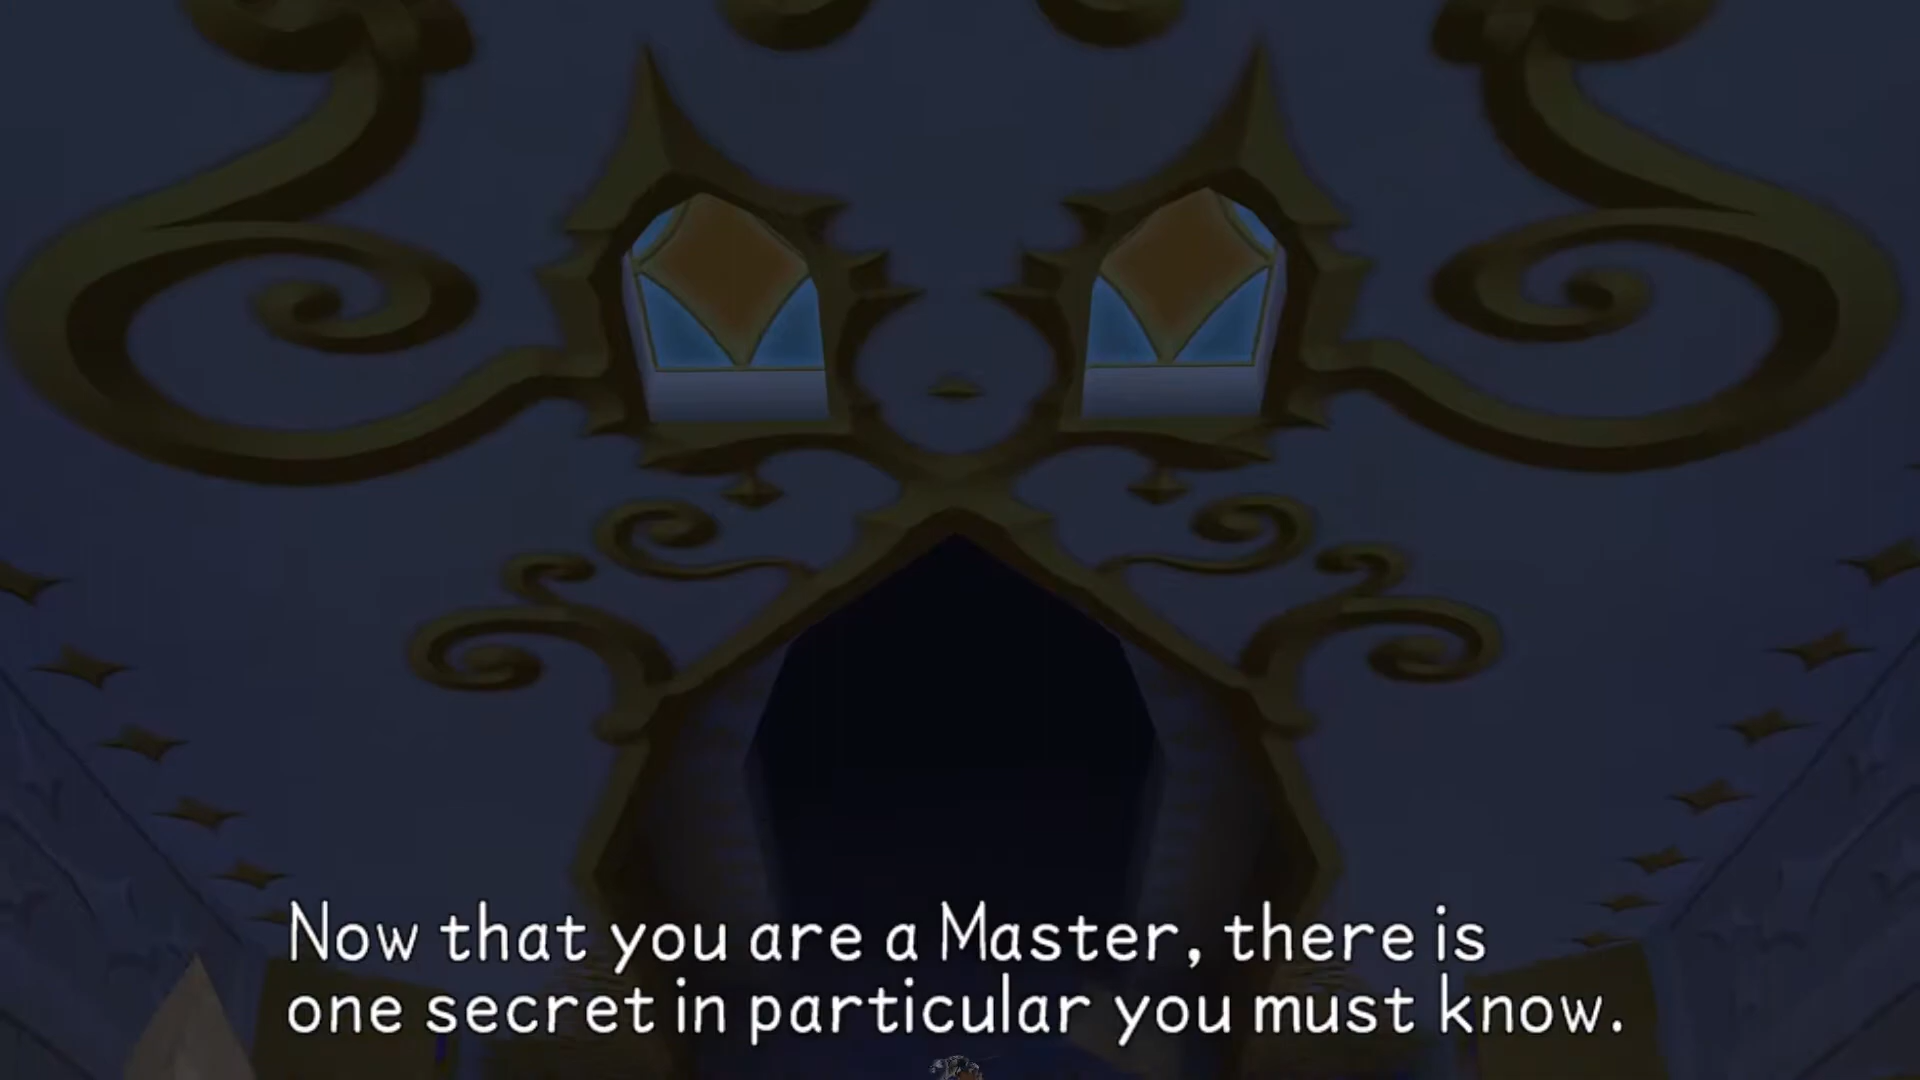 Now that you are a Master, there is
one secret in particular you must know.